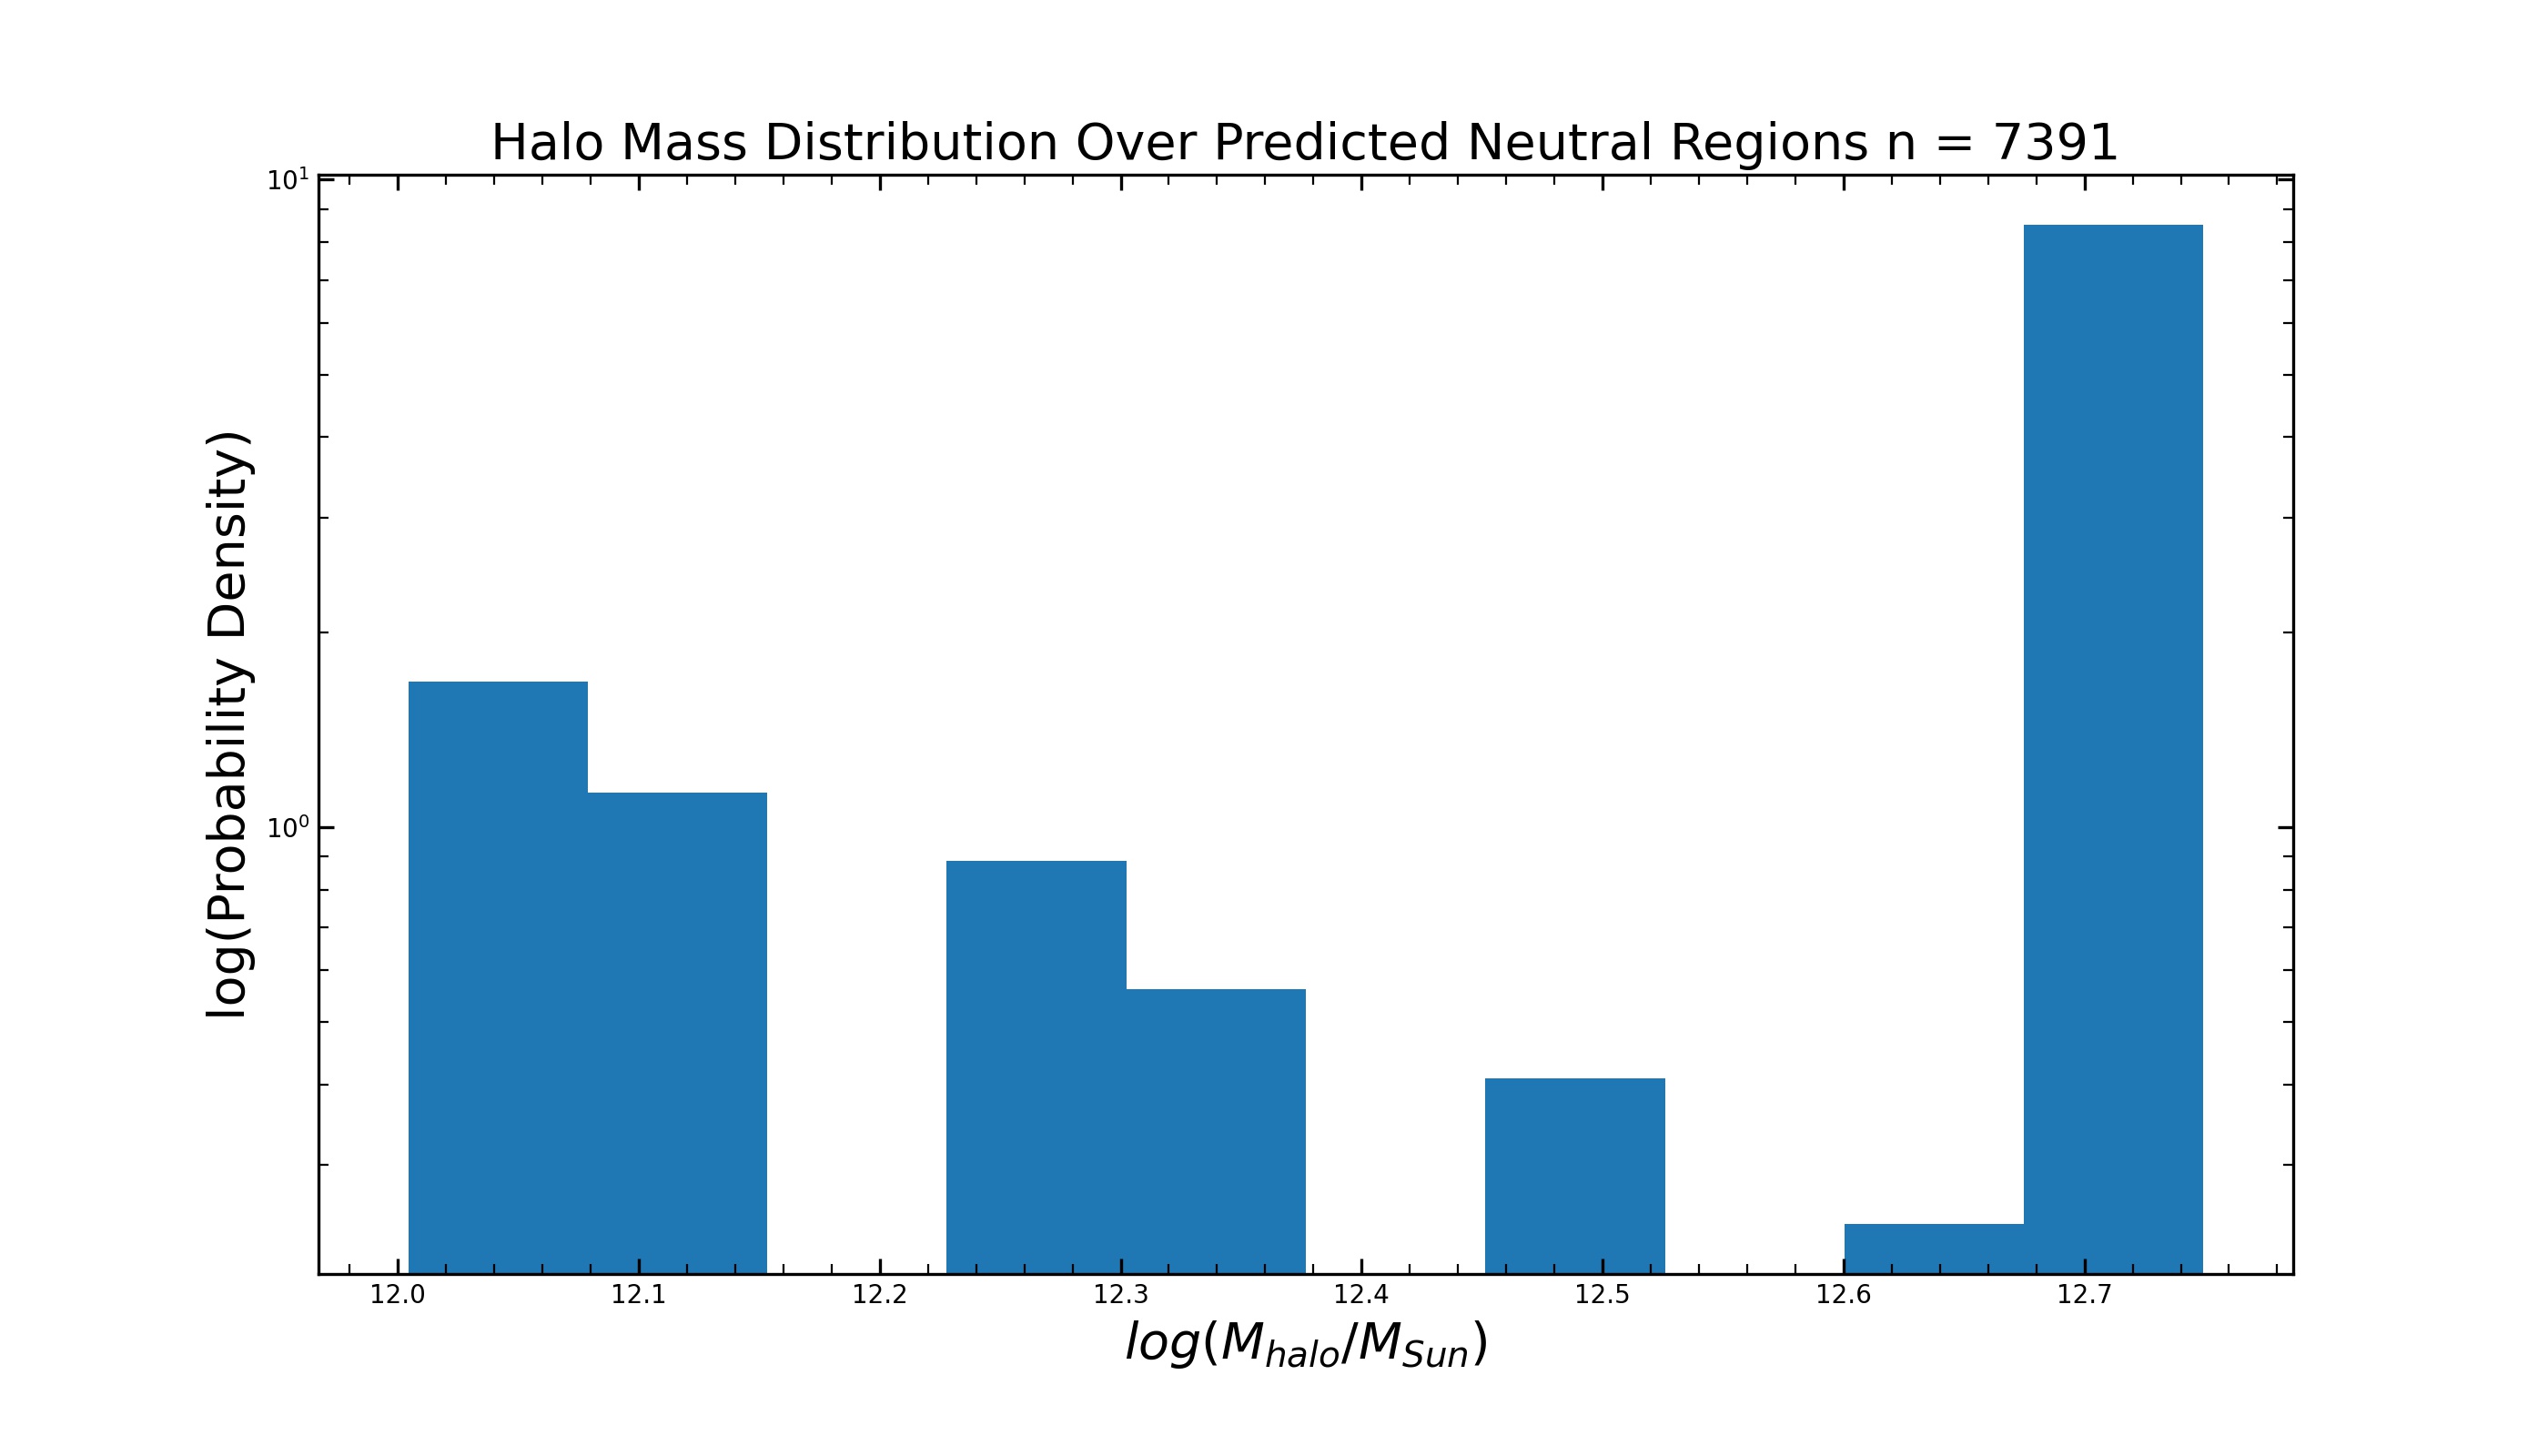 Halo Mass Distribution Over Predicted Neutral Regions n = 7391
10¹
log(Probability Density)
10⁰
12.0 12.1 12.2 12.3 12.4 12.5 12.6 12.7
log(M_halo/M_Sun)